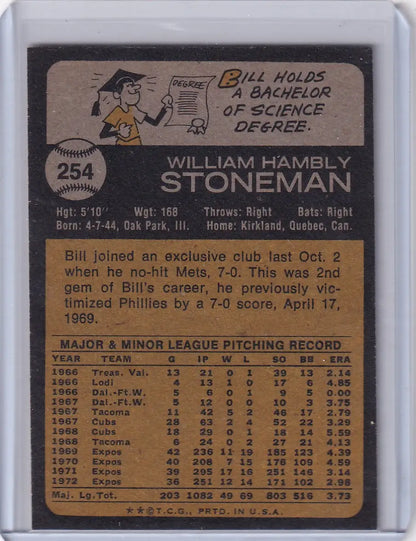 DEGREE
BILL HOLDS
A BACHELOR
OF SCIENCE
DEGREE.
254
WILLIAM HAMBLY
STONEMAN
Hgt: 5'10" Wgt: 168 Throws: Right Bats: Right
Born: 4-7-44, Oak Park, Ill. Home: Kirkland, Quebec, Can.
Bill joined an exclusive club last Oct. 2
when he no-hit Mets, 7-0. This was 2nd
gem of Bill's career, he previously vic-
timized Phillies by a 7-0 score, April 17,
1969.
MAJOR & MINOR LEAGUE PITCHING RECORD
YEAR TEAM G IP W L SO BB ERA
1966 Treas. Val. 13 21 0 1 39 13 2.14
1966 Lodi 4 13 0 1 17 6 4.85
1966 Dal.-Ft.W. 5 6 0 0 9 5 0.00
1967 Dal.-Ft.W. 5 12 0 0 10 3 3.75
1967 Tacoma 11 42 5 2 46 17 2.79
1967 Cubs 28 63 2 4 52 22 3.29
1968 Cubs 18 29 0 1 18 14 5.59
1968 Tacoma 6 24 0 2 27 21 4.13
1969 Expos 42 236 11 19 185 123 4.39
1970 Expos 40 208 7 15 176 109 4.59
1971 Expos 39 295 17 16 251 146 3.14
1972 Expos 36 251 12 14 171 102 2.98
Maj. Lg.Tot. 203 1082 49 69 803 516 3.73
★★©T.C.G., PRTD. IN U.S.A.